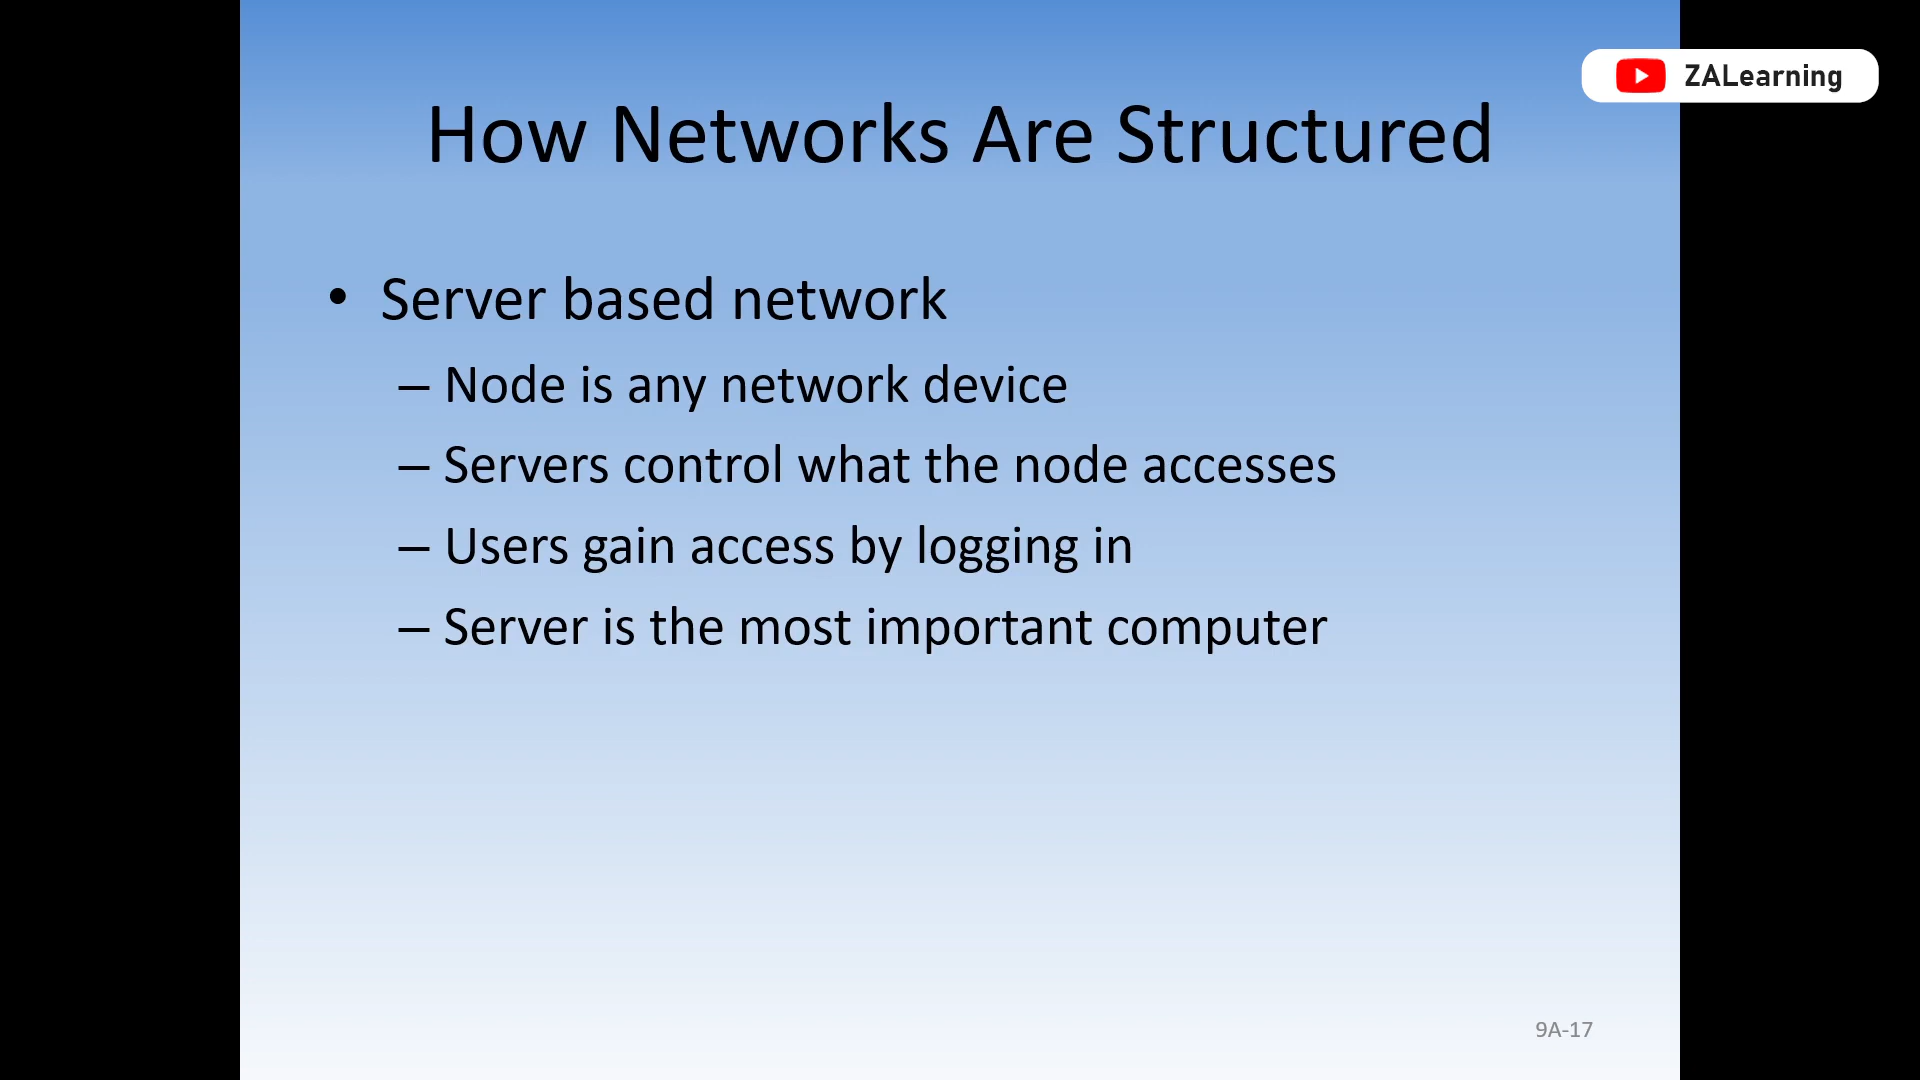 ZALearning
How Networks Are Structured
• Server based network
– Node is any network device
– Servers control what the node accesses
– Users gain access by logging in
– Server is the most important computer
9A-17